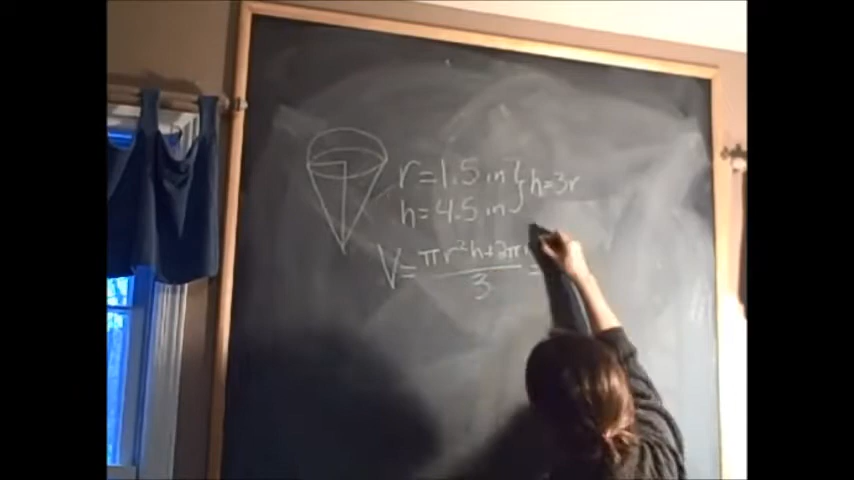 r=1.5 in } h=3r
h=4.5 in
V= πr²h+2πr
3
=